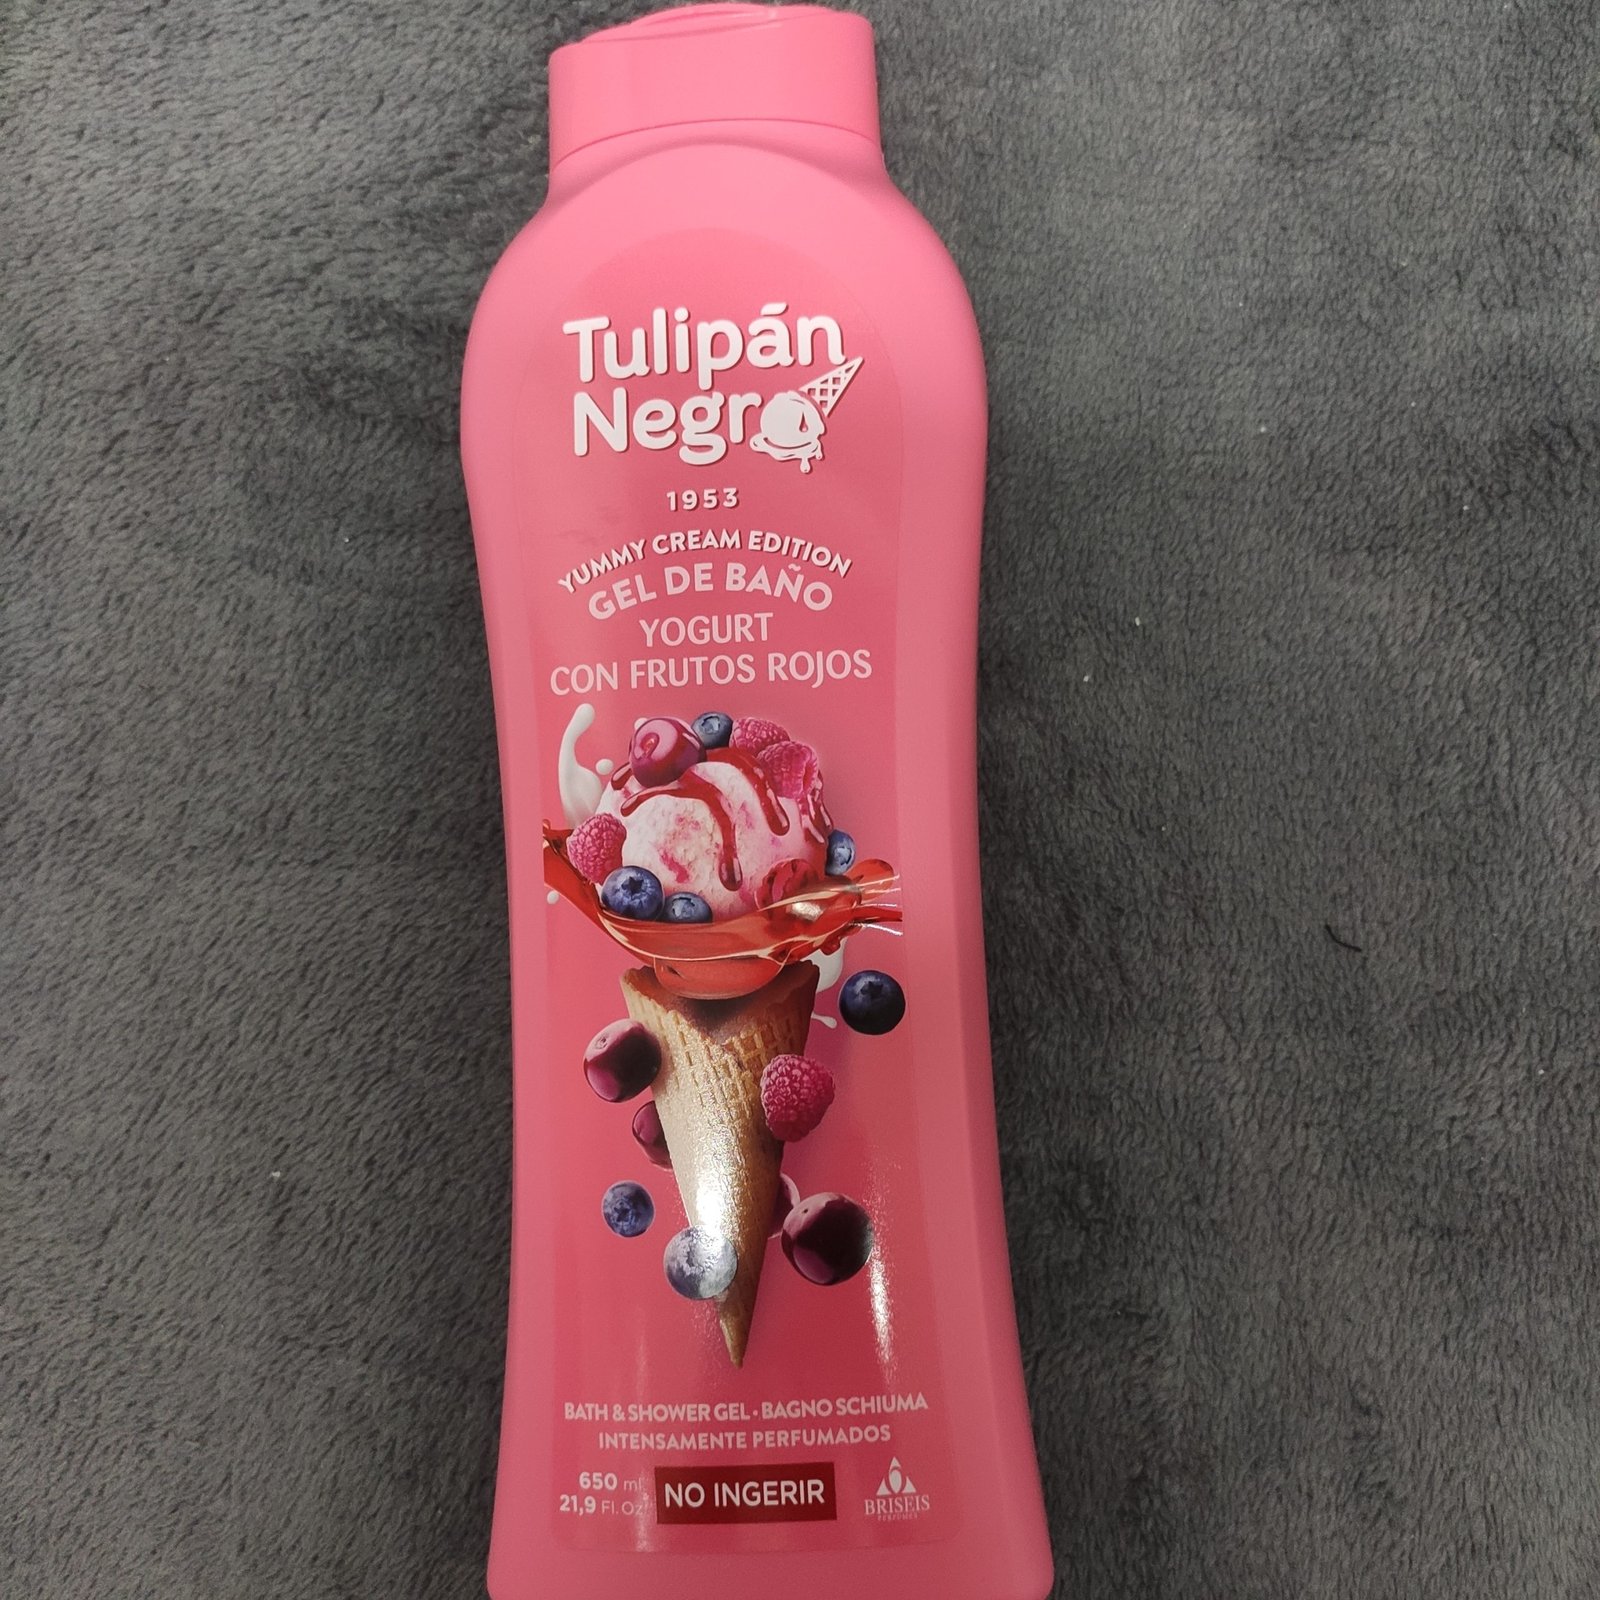 Tulipán
Negro
1953
YUMMY CREAM EDITION
GEL DE BAÑO
YOGURT
CON FRUTOS ROJOS
BATH & SHOWER GEL · BAGNO SCHIUMA
INTENSAMENTE PERFUMADOS
650 ml
21,9 Fl. Oz
NO INGERIR
BRISEIS
PERFUMES